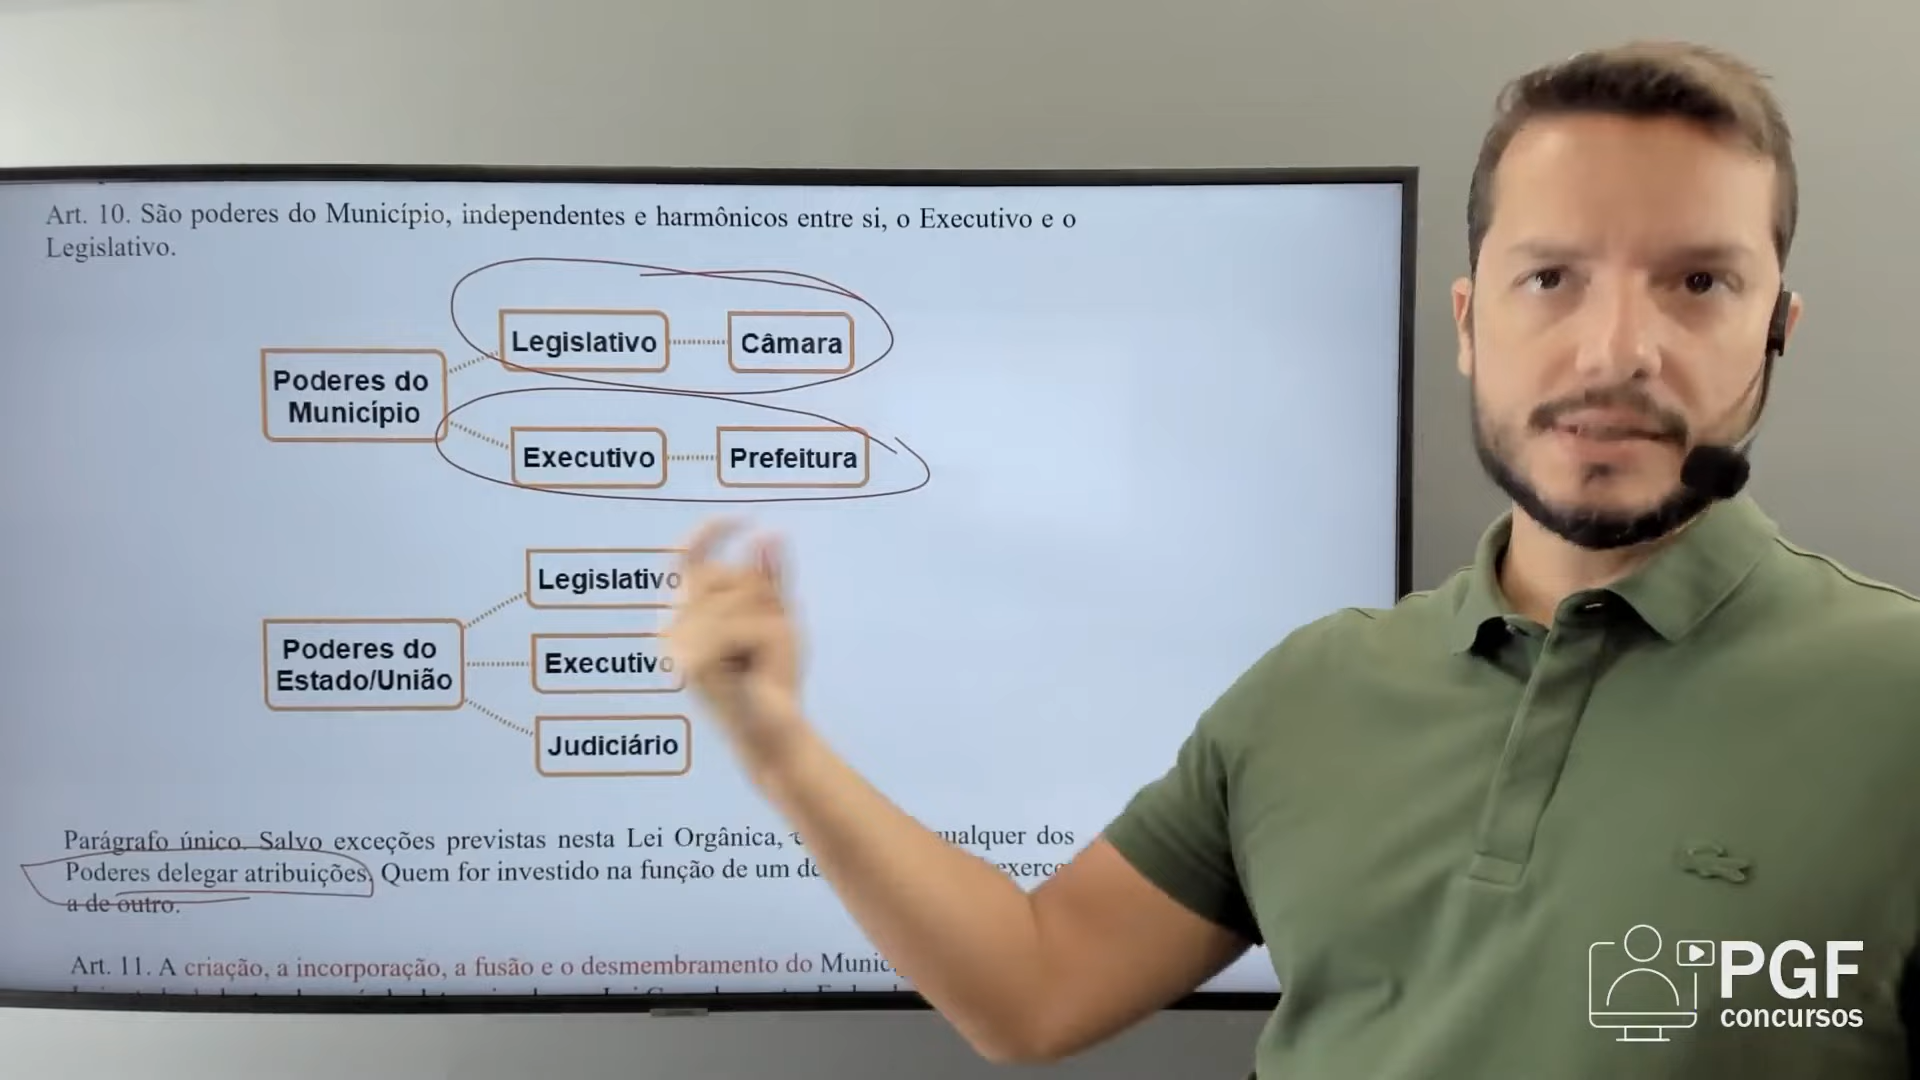 Art. 10. São poderes do Município, independentes e harmônicos entre si, o Executivo e o
Legislativo.
Legislativo
Câmara
Poderes do
Município
Executivo
Prefeitura
Legislativo
Poderes do
Estado/União
Executivo
Judiciário
Parágrafo único. Salvo exceções previstas nesta Lei Orgânica, qualquer dos
Poderes delegar atribuições. Quem for investido na função de um
a de outro.
Art. 11. A criação, a incorporação, a fusão e o desmembramento do
PGF
concursos